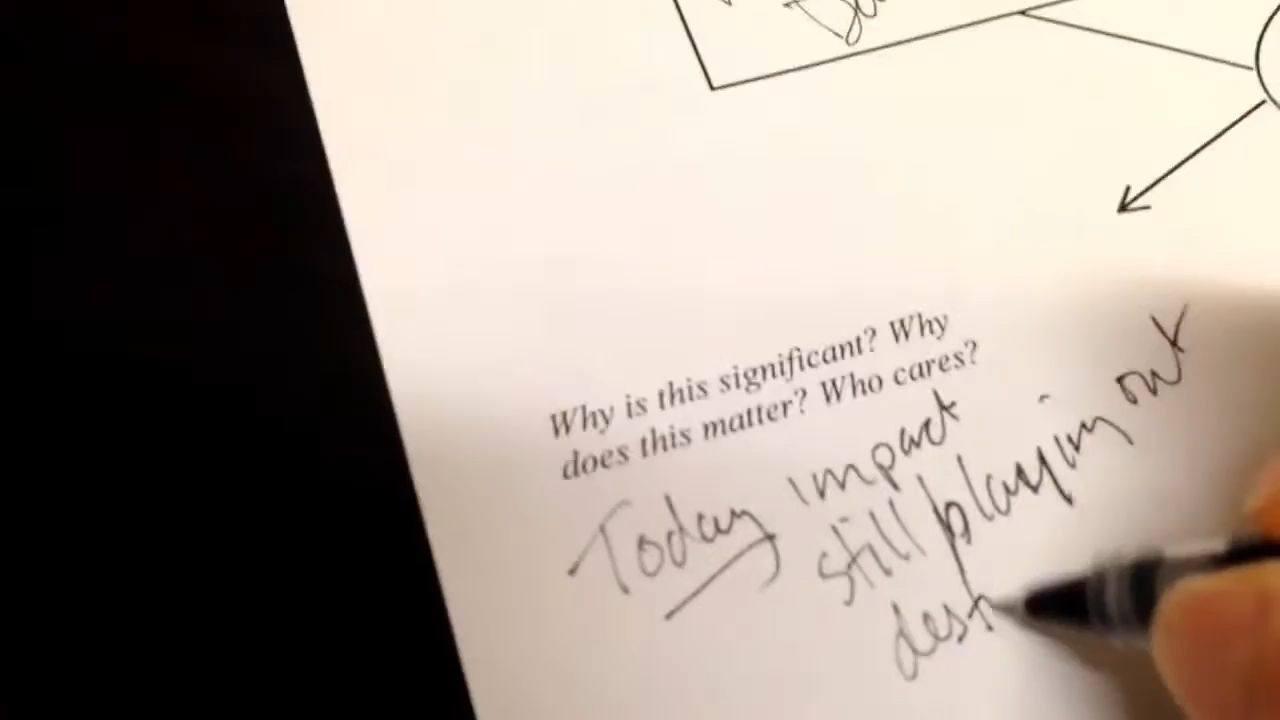 Why is this significant? Why
does this matter? Who cares?
Today impact
still playing out